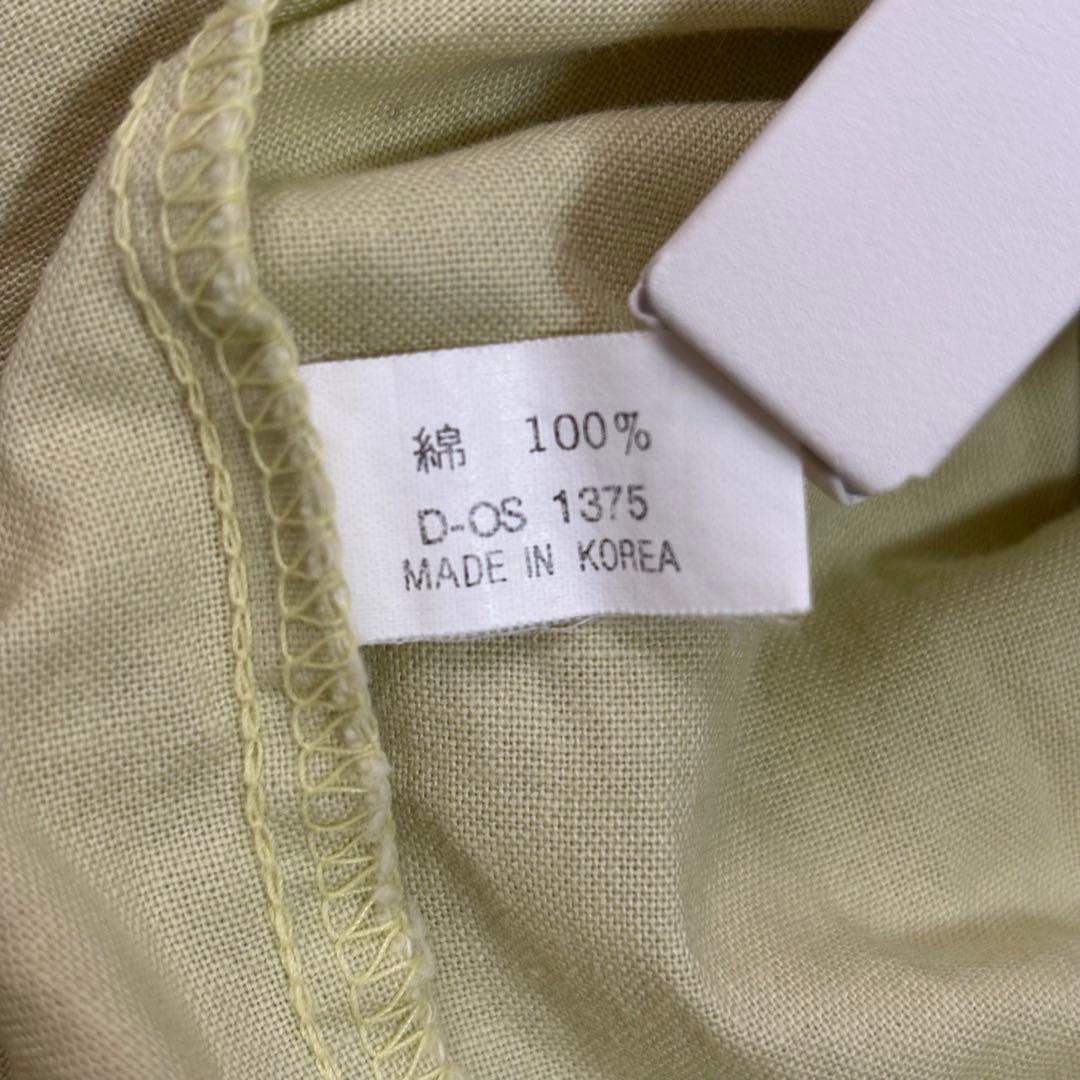 綿 100%
D-OS 1375
MADE IN KOREA